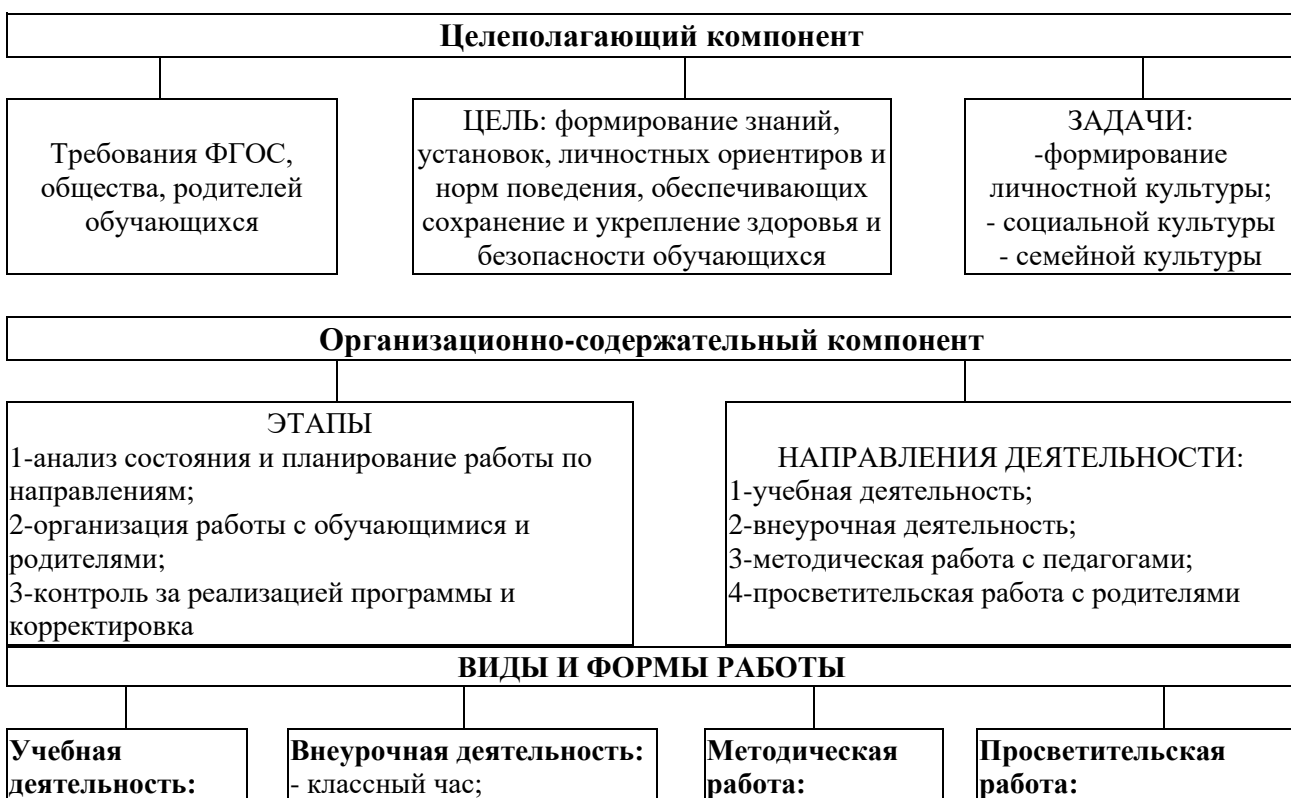 Целеполагающий компонент
Требования ФГОС,
общества, родителей
обучающихся
ЦЕЛЬ: формирование знаний,
установок, личностных ориентиров и
норм поведения, обеспечивающих
сохранение и укрепление здоровья и
безопасности обучающихся
ЗАДАЧИ:
-формирование
личностной культуры;
- социальной культуры
- семейной культуры
Организационно-содержательный компонент
ЭТАПЫ
1-анализ состояния и планирование работы по
направлениям;
2-организация работы с обучающимися и
родителями;
3-контроль за реализацией программы и
корректировка
НАПРАВЛЕНИЯ ДЕЯТЕЛЬНОСТИ:
1-учебная деятельность;
2-внеурочная деятельность;
3-методическая работа с педагогами;
4-просветительская работа с родителями
ВИДЫ И ФОРМЫ РАБОТЫ
Учебная
деятельность:
Внеурочная деятельность:
- классный час;
Методическая
работа:
Просветительская
работа: